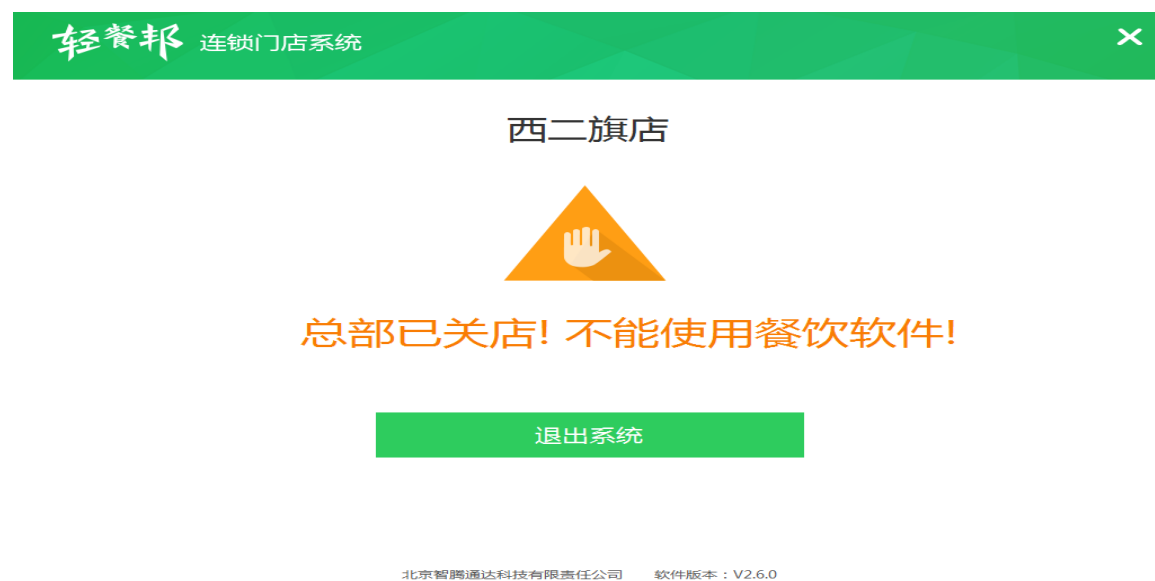 轻餐邦 连锁门店系统
西二旗店
总部已关店! 不能使用餐饮软件!
退出系统
北京智腾通达科技有限责任公司 软件版本：V2.6.0